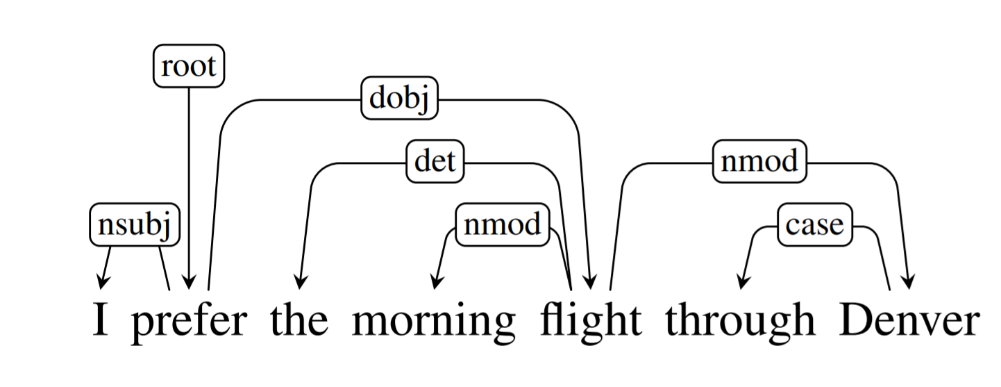 root
dobj
det
nmod
nsubj
nmod
case
I prefer the morning flight through Denver